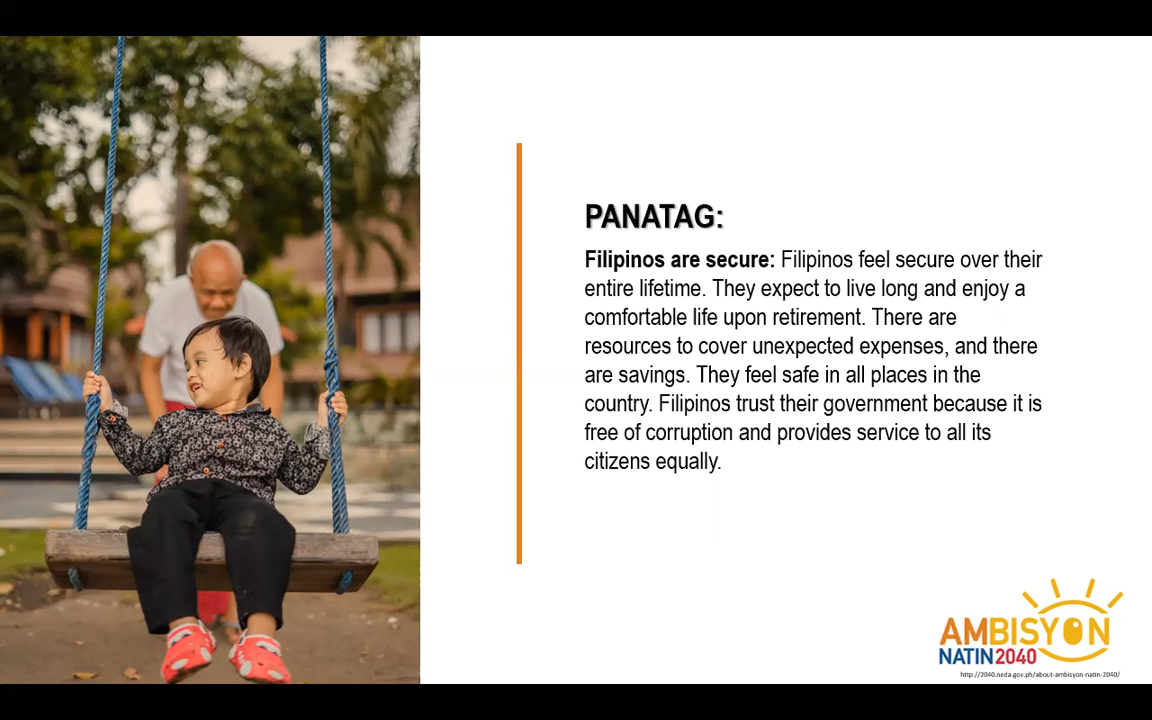 PANATAG:
Filipinos are secure: Filipinos feel secure over their
entire lifetime. They expect to live long and enjoy a
comfortable life upon retirement. There are
resources to cover unexpected expenses, and there
are savings. They feel safe in all places in the
country. Filipinos trust their government because it is
free of corruption and provides service to all its
citizens equally.
AMBISYON
NATIN 2040
http://2040.neda.gov.ph/about-ambisyon-natin-2040/